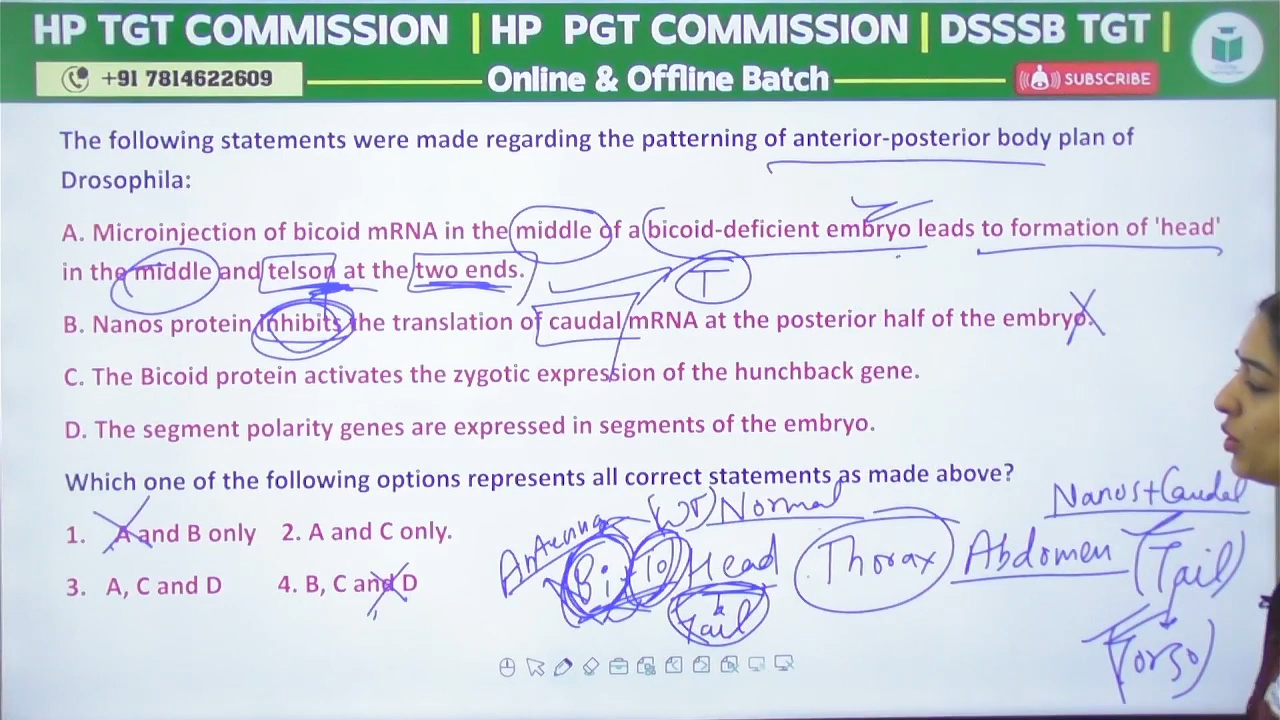 HP TGT COMMISSION | HP PGT COMMISSION | DSSSB TGT |
+91 7814622609 Online & Offline Batch SUBSCRIBE
The following statements were made regarding the patterning of anterior-posterior body plan of
Drosophila:
A. Microinjection of bicoid mRNA in the middle of a bicoid-deficient embryo leads to formation of 'head'
in the middle and telson at the two ends.
T
B. Nanos protein inhibits the translation of caudal mRNA at the posterior half of the embryo.
C. The Bicoid protein activates the zygotic expression of the hunchback gene.
D. The segment polarity genes are expressed in segments of the embryo.
Which one of the following options represents all correct statements as made above?
1. A and B only 2. A and C only.
3. A, C and D 4. B, C and D
(WT) Normal Nanos + Caudal
Antenna Bi To Head Thorax Abdomen (Tail)
Tail
(Torso)